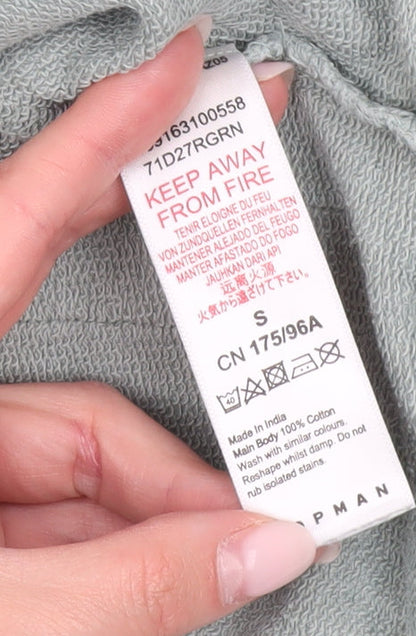 163100558
71D27RGRN
KEEP AWAY
FROM FIRE
TENIR ELOIGNE DU FEU
VON ZUNDQUELLEN FERNHALTEN
MANTENER ALEJADO DEL FEUGO
MANTER AFASTADO DO FOGO
JAUHKAN DARI API
远离火源
火気から遠ざけて下さい。
S
CN 175/96A
40
Made in India
Main Body 100% Cotton
Wash with similar colours.
Reshape whilst damp. Do not
rub isolated stains.
OPMAN